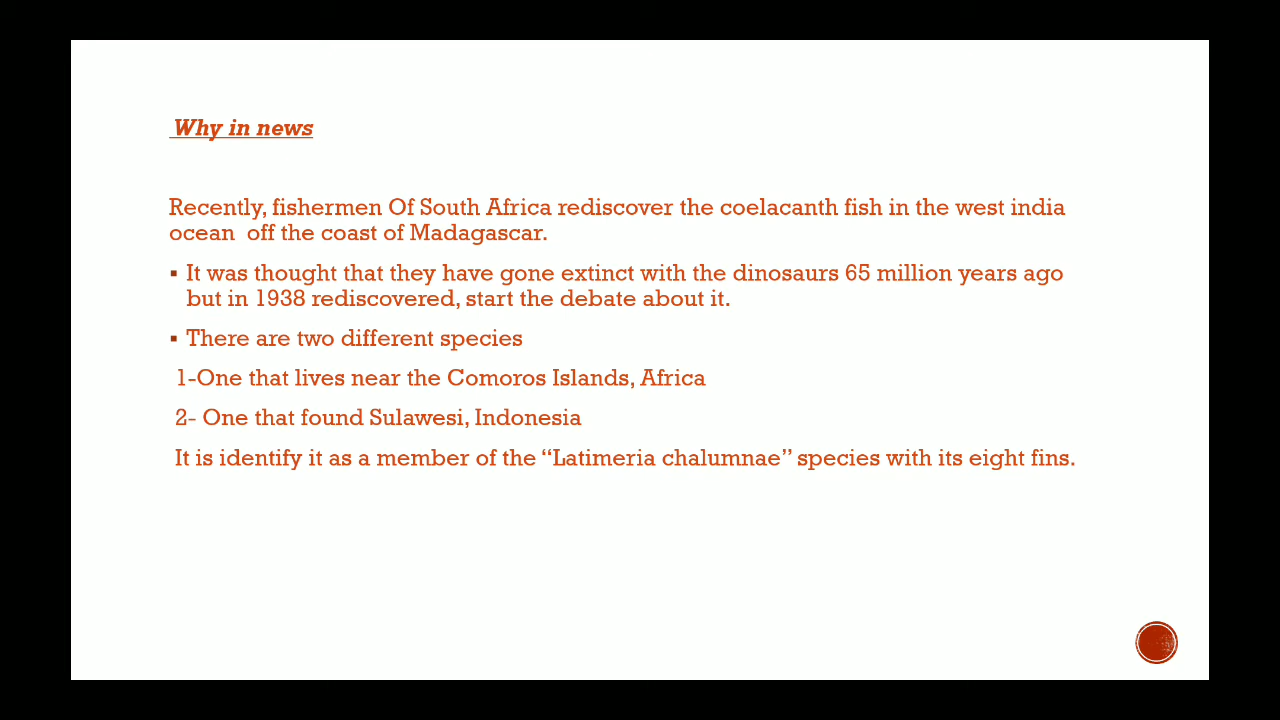 Why in news
Recently, fishermen Of South Africa rediscover the coelacanth fish in the west india
ocean off the coast of Madagascar.
▪ It was thought that they have gone extinct with the dinosaurs 65 million years ago
but in 1938 rediscovered, start the debate about it.
▪ There are two different species
1-One that lives near the Comoros Islands, Africa
2- One that found Sulawesi, Indonesia
It is identify it as a member of the “Latimeria chalumnae” species with its eight fins.